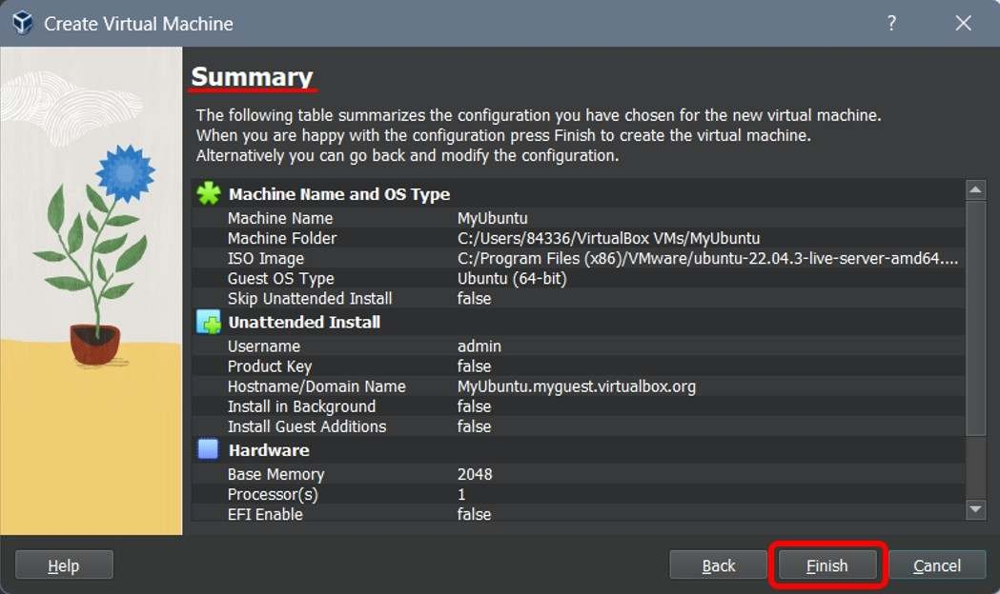 Create Virtual Machine ? ×
Summary
The following table summarizes the configuration you have chosen for the new virtual machine.
When you are happy with the configuration press Finish to create the virtual machine.
Alternatively you can go back and modify the configuration.
Machine Name and OS Type
Machine Name MyUbuntu
Machine Folder C:/Users/84336/VirtualBox VMs/MyUbuntu
ISO Image C:/Program Files (x86)/VMware/ubuntu-22.04.3-live-server-amd64....
Guest OS Type Ubuntu (64-bit)
Skip Unattended Install false
Unattended Install
Username admin
Product Key false
Hostname/Domain Name MyUbuntu.myguest.virtualbox.org
Install in Background false
Install Guest Additions false
Hardware
Base Memory 2048
Processor(s) 1
EFI Enable false
Help Back Finish Cancel